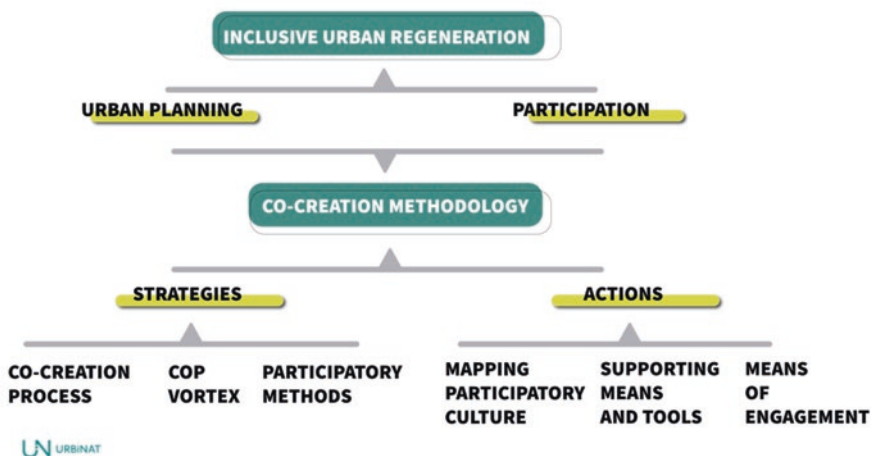 INCLUSIVE URBAN REGENERATION
URBAN PLANNING
PARTICIPATION
CO-CREATION METHODOLOGY
STRATEGIES
ACTIONS
CO-CREATION
PROCESS
COP
VORTEX
PARTICIPATORY
METHODS
MAPPING
PARTICIPATORY
CULTURE
SUPPORTING
MEANS
AND TOOLS
MEANS
OF
ENGAGEMENT
UN URBINAT